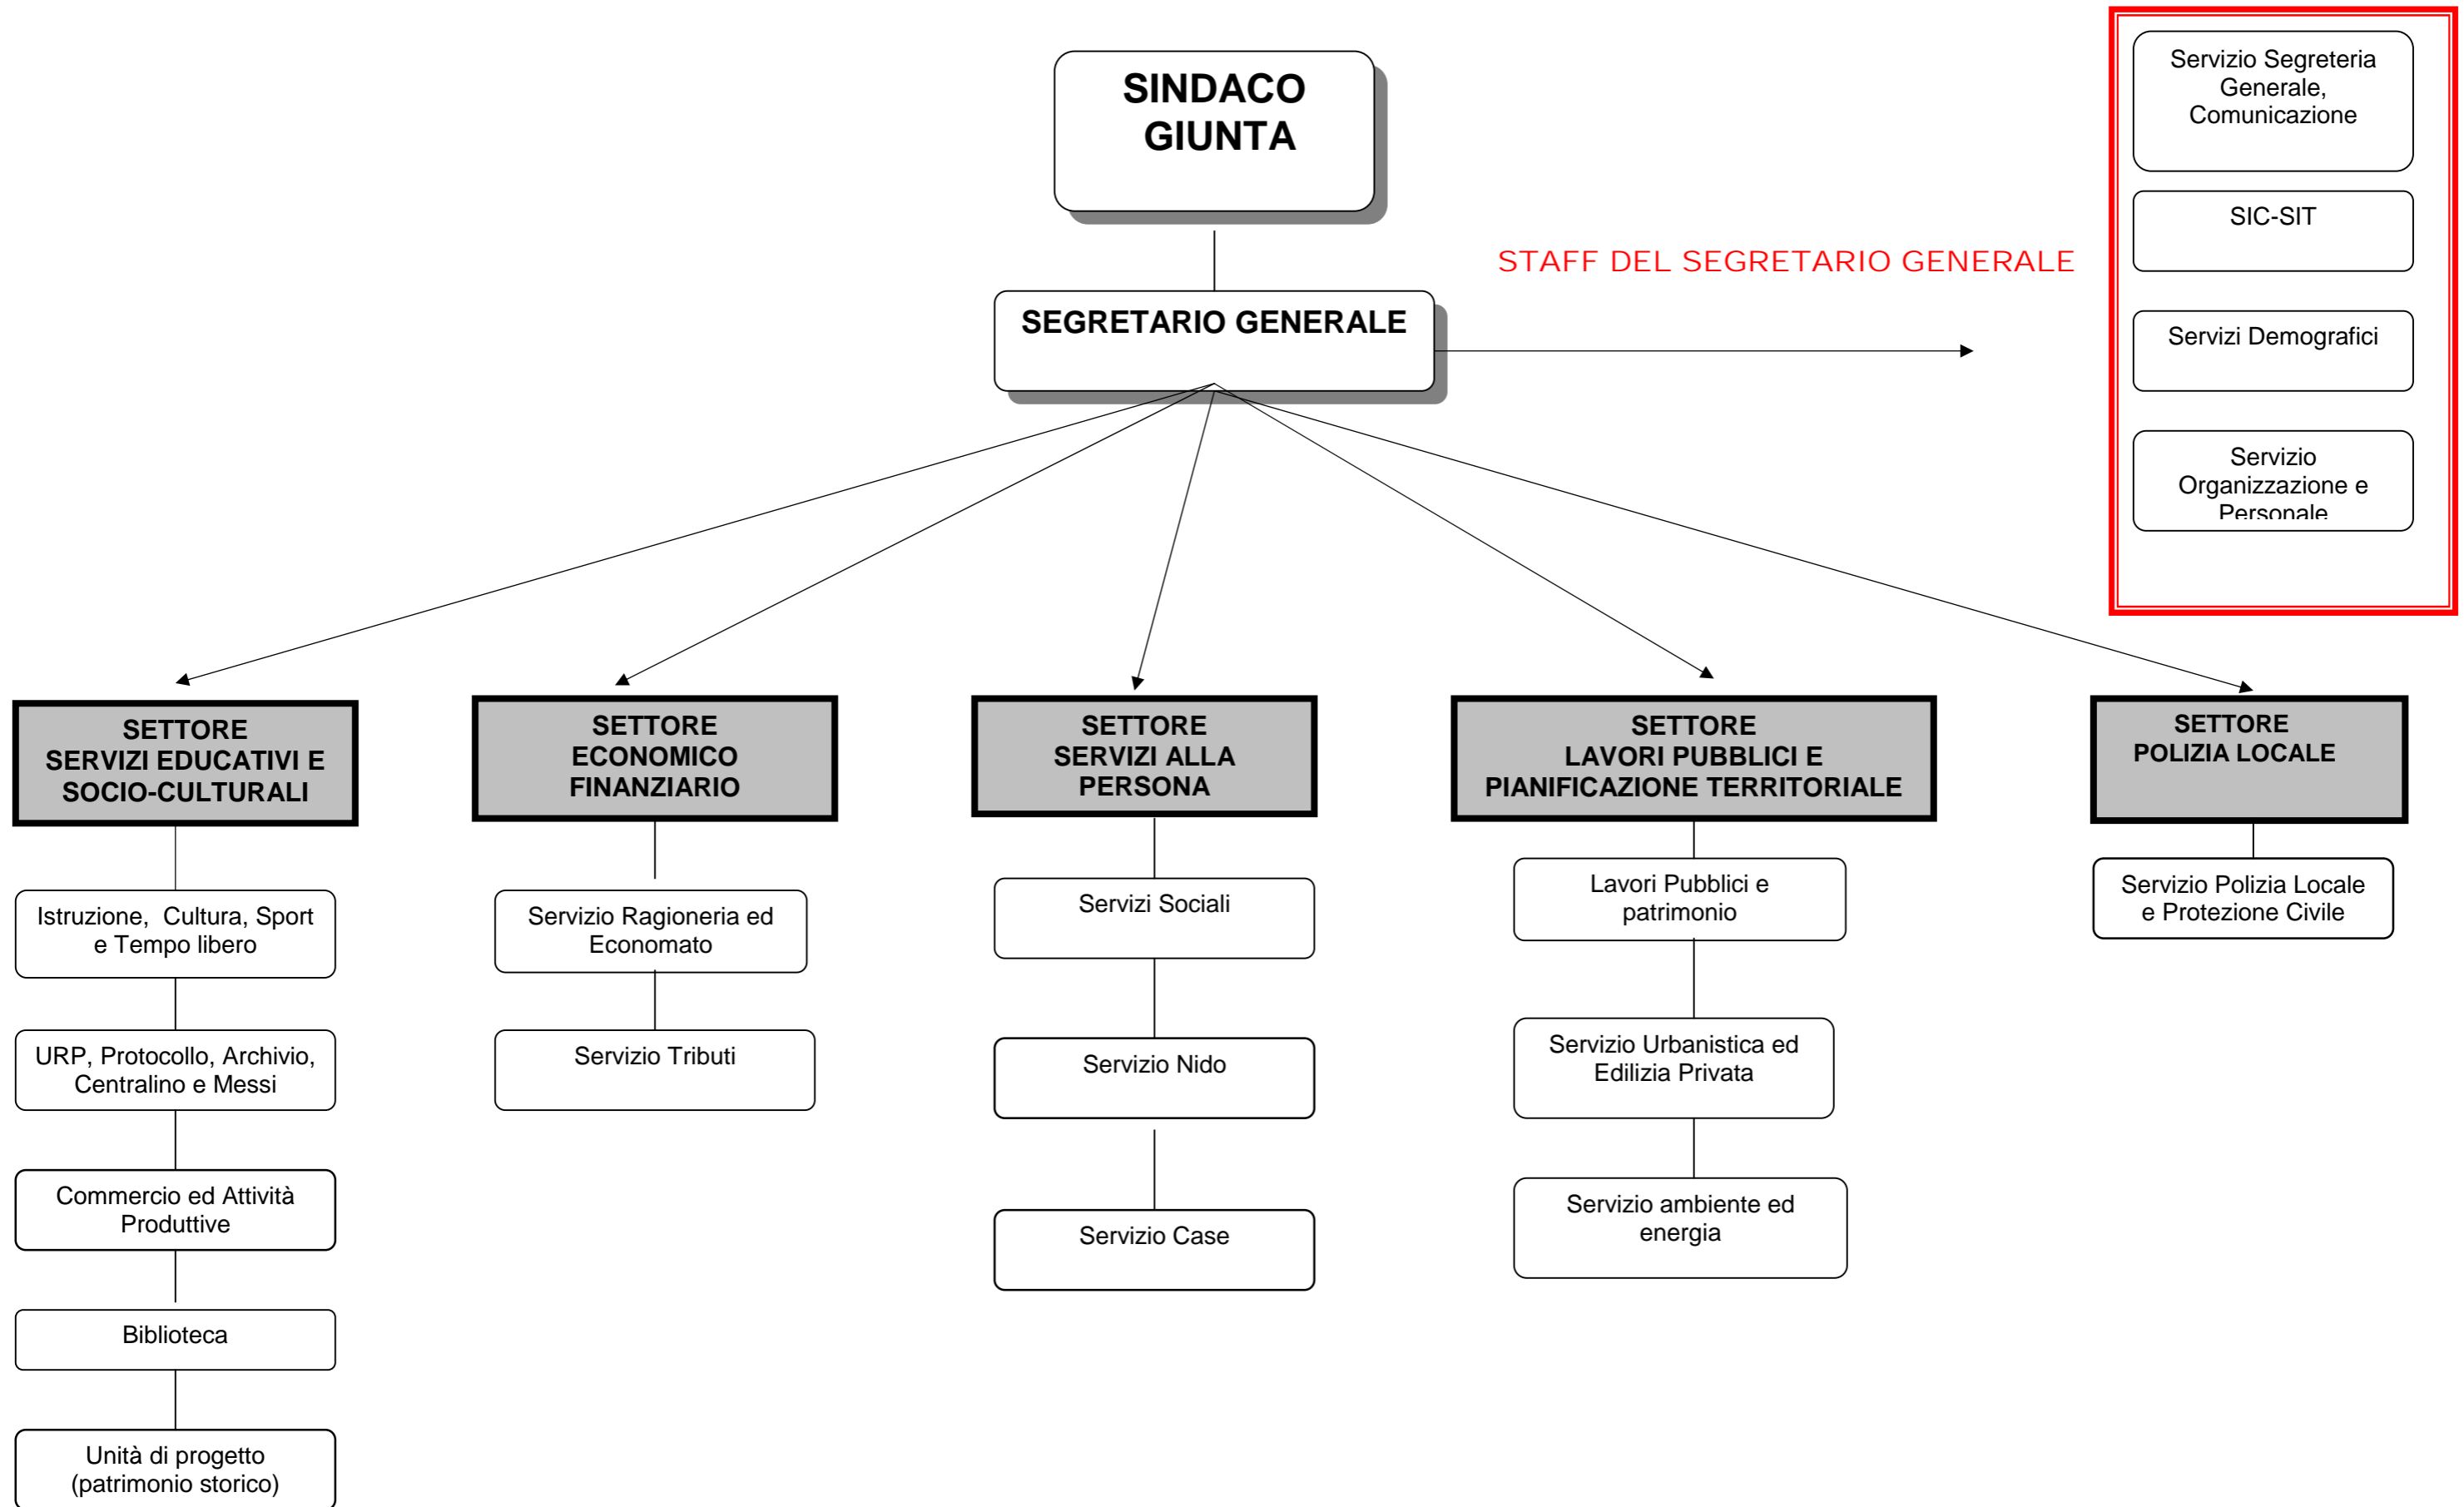 SINDACO
GIUNTA
Servizio Segreteria
Generale,
Comunicazione
SIC-SIT
STAFF DEL SEGRETARIO GENERALE
SEGRETARIO GENERALE
Servizi Demografici
Servizio
Organizzazione e
Personale
SETTORE
SERVIZI EDUCATIVI E
SOCIO-CULTURALI
SETTORE
ECONOMICO
FINANZIARIO
SETTORE
SERVIZI ALLA
PERSONA
SETTORE
LAVORI PUBBLICI E
PIANIFICAZIONE TERRITORIALE
SETTORE
POLIZIA LOCALE
Istruzione,  Cultura, Sport
e Tempo libero
URP, Protocollo, Archivio,
Centralino e Messi
Commercio ed Attività
Produttive
Biblioteca
Unità di progetto
(patrimonio storico)
Servizio Ragioneria ed
Economato
Servizio Tributi
Servizi Sociali
Servizio Nido
Servizio Case
Lavori Pubblici e
patrimonio
Servizio Urbanistica ed
Edilizia Privata
Servizio ambiente ed
energia
Servizio Polizia Locale
e Protezione Civile